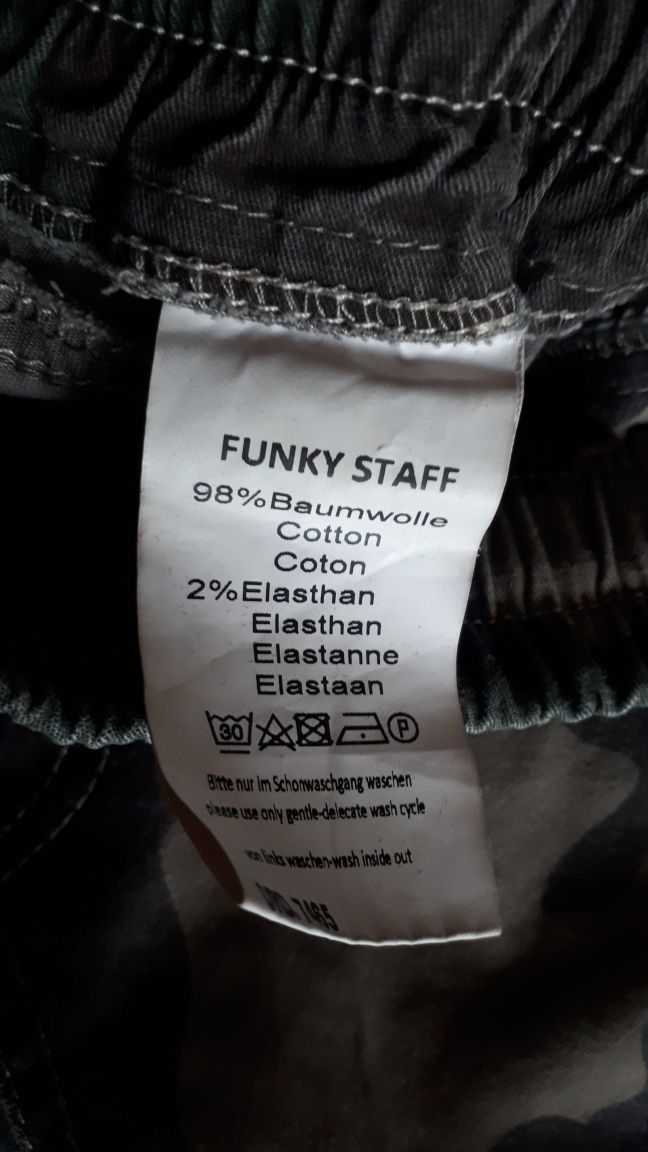 FUNKY STAFF
98%Baumwolle
Cotton
Coton
2%Elasthan
Elasthan
Elastanne
Elastaan
30 P
Bitte nur im Schonwaschgang waschen
please use only gentle-delecate wash cycle
von links waschen-wash inside out
7465